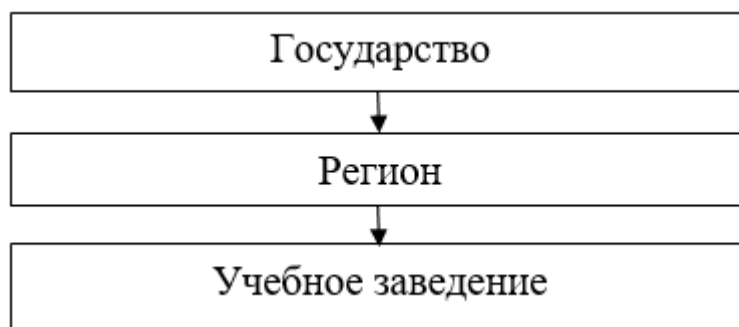 Государство
Регион
Учебное заведение